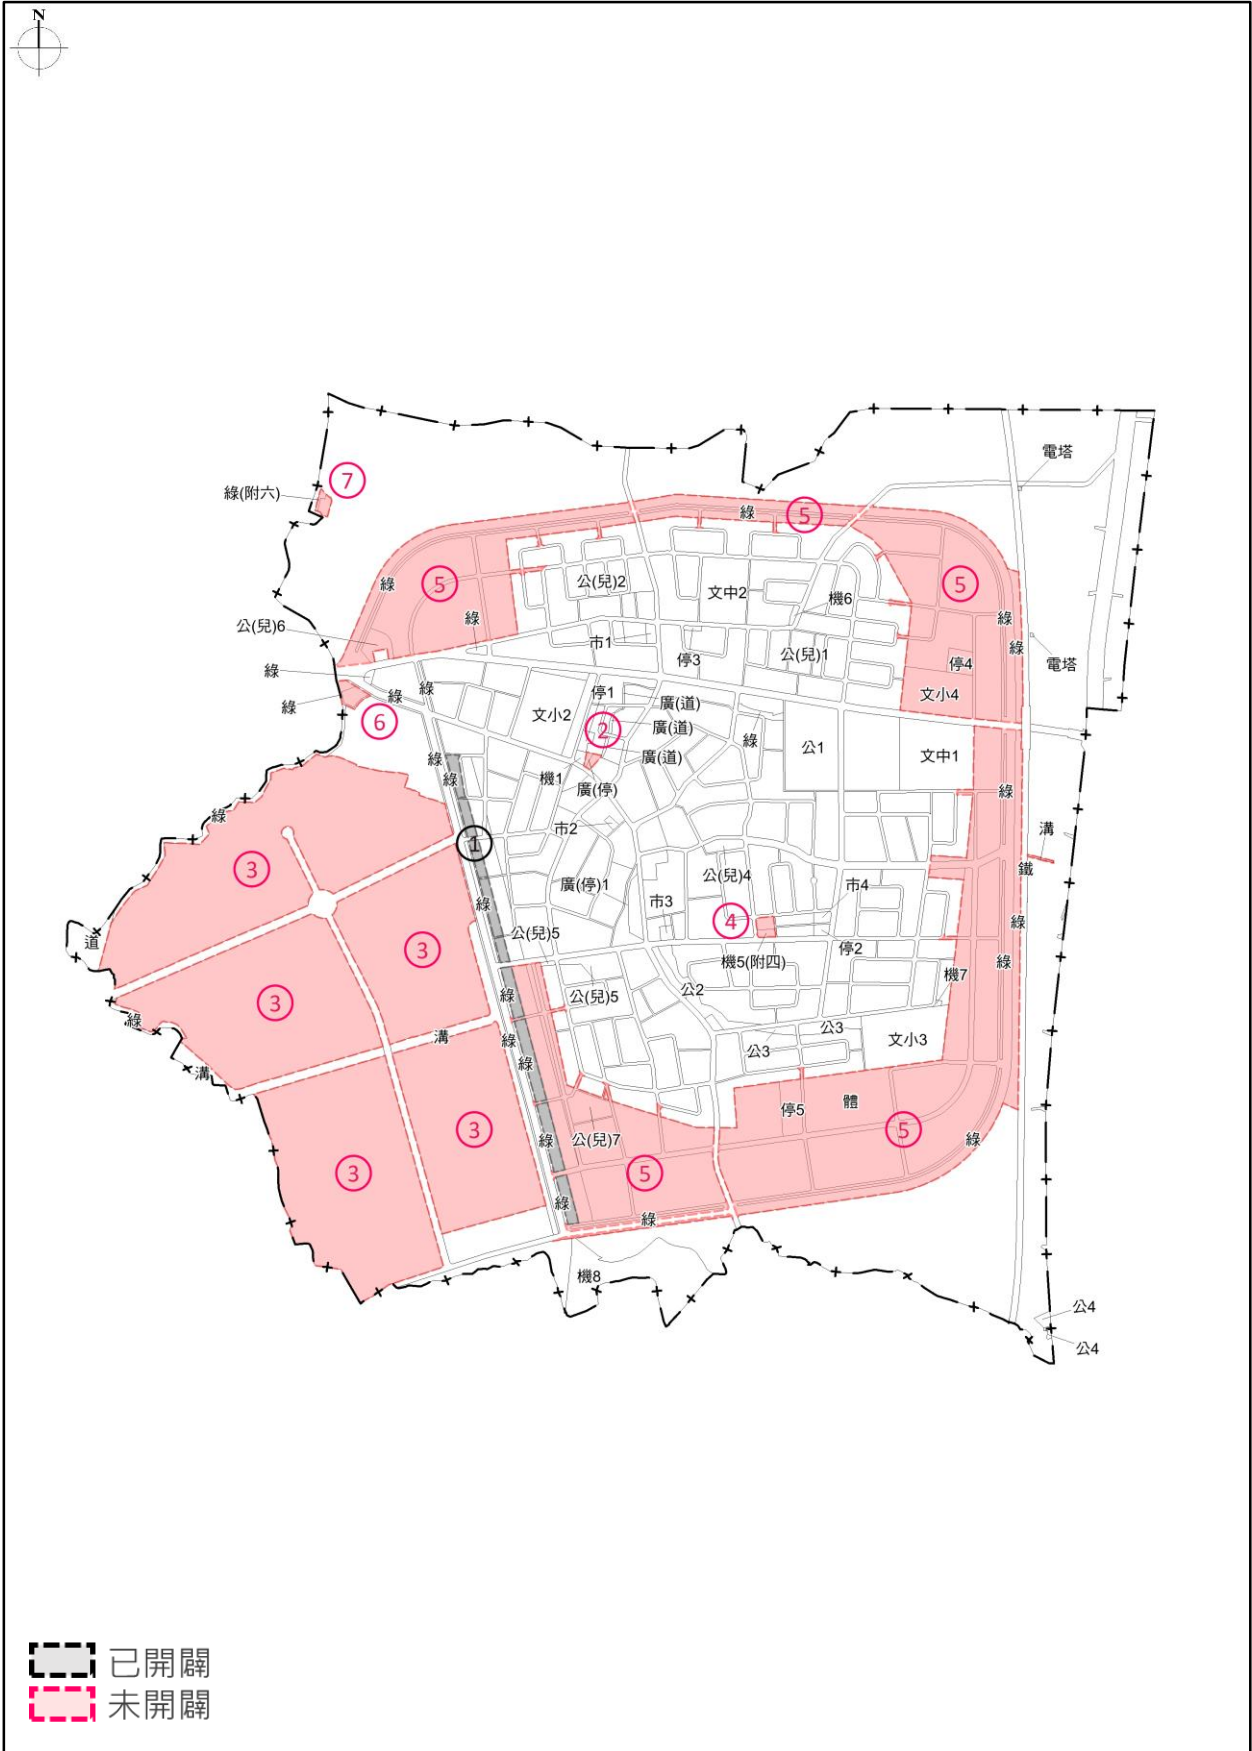 N
電塔
7
綠(附六)
綠
5
5
公(兒)2
5
綠
文中2
機6
綠
公(兒)6
綠
市1
停3
公(兒)1
綠
停4
電塔
綠
綠
綠
停1
文小4
綠
6
文小2
廣(道)
2
廣(道)
綠
公1
文中1
綠
廣(道)
綠
機1
廣(停)
綠
綠
市2
溝
1
3
鐵
廣(停)1
公(兒)4
市4
綠
市3
4
綠
公(兒)5
道
3
停2
機5(附四)
綠
機7
綠
公(兒)5
公2
3
綠
公3
溝
綠
文小3
公3
綠
溝
停5
體
3
5
綠
綠
公(兒)7
3
5
綠
綠
機8
公4
公4
已開闢
未開闢